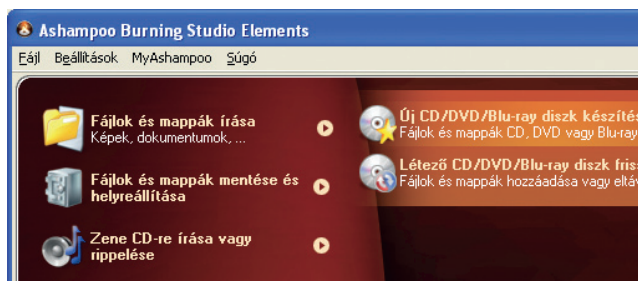 Ashampoo Burning Studio Elements
Fájl Beállítások MyAshampoo Súgó
Fájlok és mappák írása
Képek, dokumentumok, ...
Fájlok és mappák mentése és
helyreállítása
Zene CD-re írása vagy
rippelése
Új CD/DVD/Blu-ray diszk készítés
Fájlok és mappák CD, DVD vagy Blu-ray
Létező CD/DVD/Blu-ray diszk friss
Fájlok és mappák hozzáadása vagy eltáv